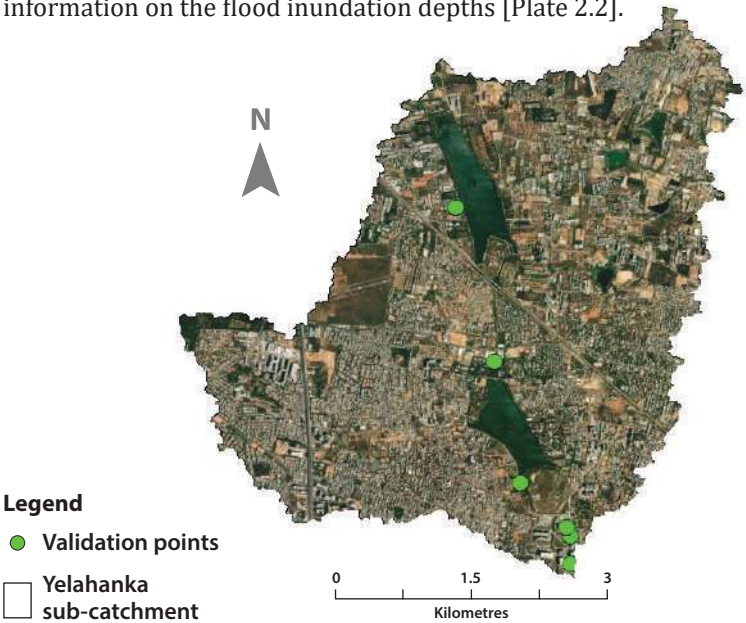 information on the flood inundation depths [Plate 2.2].
N
Legend
Validation points
Yelahanka
sub-catchment
0 1.5 3
Kilometres